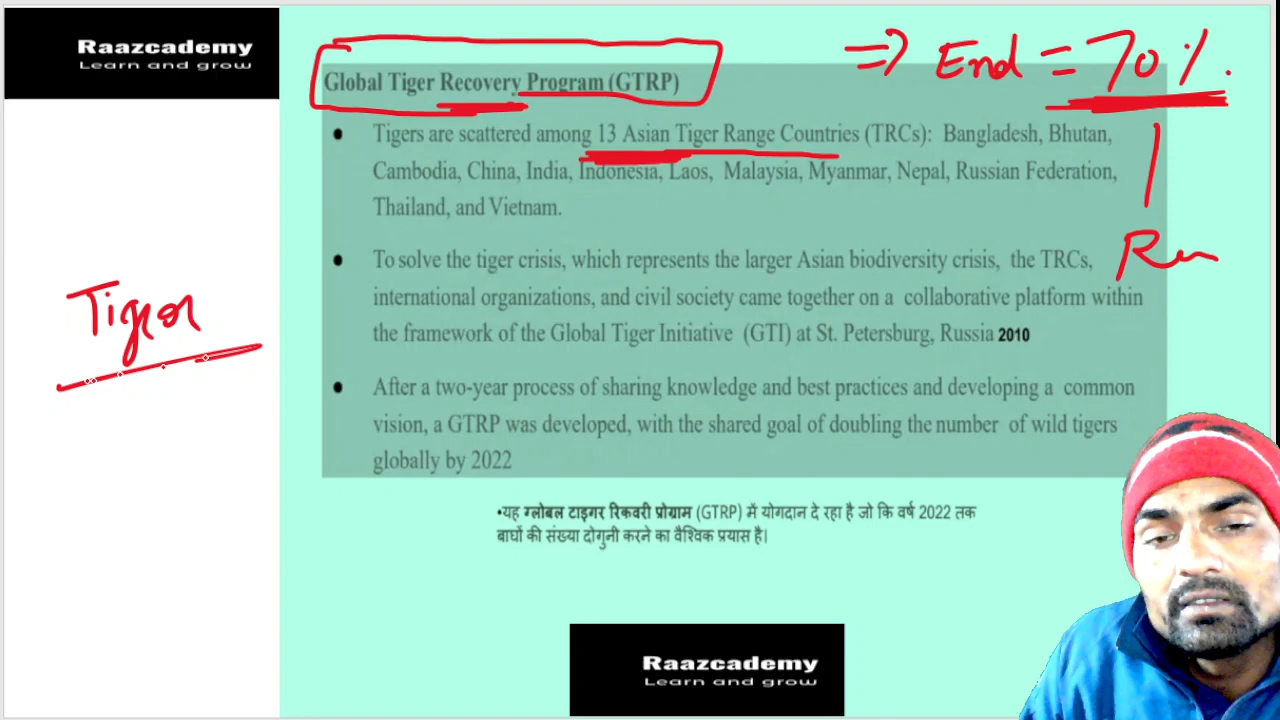 Raazcademy
Learn and grow
⇒ End = 70%.
Global Tiger Recovery Program (GTRP)
● Tigers are scattered among 13 Asian Tiger Range Countries (TRCs): Bangladesh, Bhutan,
Cambodia, China, India, Indonesia, Laos, Malaysia, Myanmar, Nepal, Russian Federation,
Thailand, and Vietnam.
● To solve the tiger crisis, which represents the larger Asian biodiversity crisis, the TRCs,
international organizations, and civil society came together on a collaborative platform within
the framework of the Global Tiger Initiative (GTI) at St. Petersburg, Russia 2010
● After a two-year process of sharing knowledge and best practices and developing a common
vision, a GTRP was developed, with the shared goal of doubling the number of wild tigers
globally by 2022
Tiger
•यह ग्लोबल टाइगर रिकवरी प्रोग्राम (GTRP) में योगदान दे रहा है जो कि वर्ष 2022 तक
बाघों की संख्या दोगुनी करने का वैश्विक प्रयास है।
Raazcademy
Learn and grow